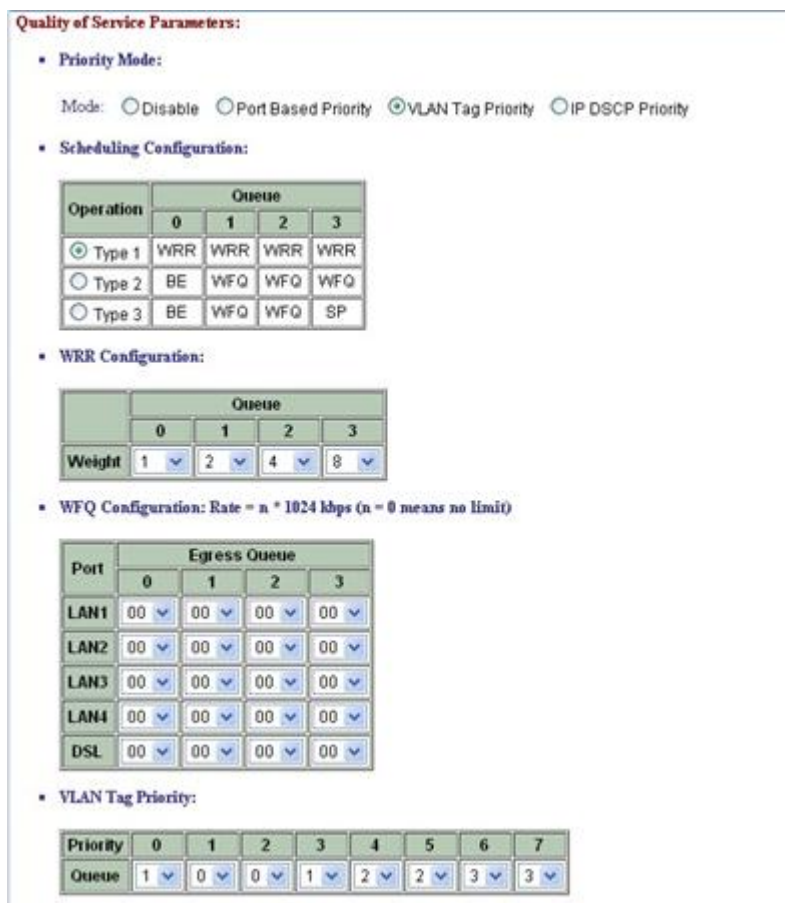 Quality of Service Parameters:
Priority Mode:
Mode: Disable Port Based Priority VLAN Tag Priority IP DSCP Priority
Scheduling Configuration:
Operation Queue
0 1 2 3
Type 1 WRR WRR WRR WRR
Type 2 BE WFQ WFQ WFQ
Type 3 BE WFQ WFQ SP
WRR Configuration:
Queue
0 1 2 3
Weight 1 2 4 8
WFQ Configuration: Rate = n * 1024 kbps (n = 0 means no limit)
Port Egress Queue
0 1 2 3
LAN1 00 00 00 00
LAN2 00 00 00 00
LAN3 00 00 00 00
LAN4 00 00 00 00
DSL 00 00 00 00
VLAN Tag Priority:
Priority 0 1 2 3 4 5 6 7
Queue 1 0 0 1 2 2 3 3